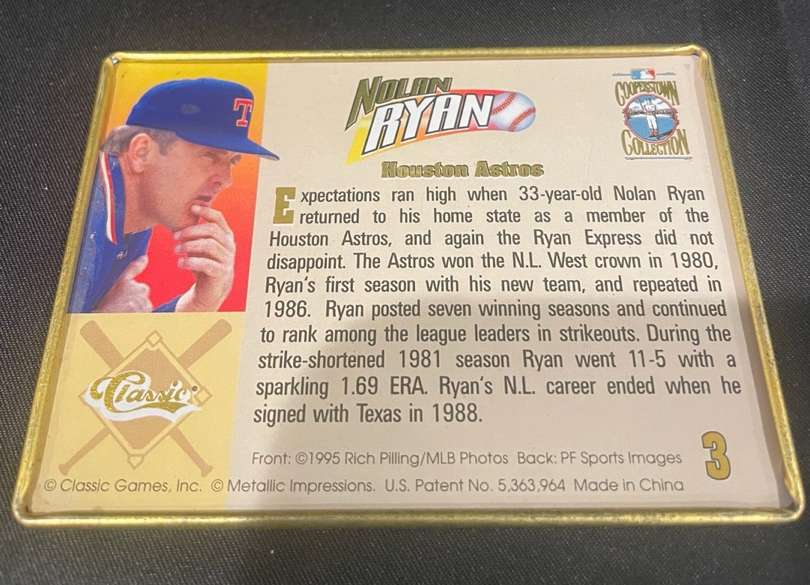 T
NOLAN
RYAN
COOPERSTOWN
COLLECTION
Houston Astros
Expectations ran high when 33-year-old Nolan Ryan
returned to his home state as a member of the
Houston Astros, and again the Ryan Express did not
disappoint. The Astros won the N.L. West crown in 1980,
Ryan's first season with his new team, and repeated in
1986. Ryan posted seven winning seasons and continued
to rank among the league leaders in strikeouts. During the
strike-shortened 1981 season Ryan went 11-5 with a
sparkling 1.69 ERA. Ryan's N.L. career ended when he
signed with Texas in 1988.
Classic®
Front: ©1995 Rich Pilling/MLB Photos Back: PF Sports Images
3
© Classic Games, Inc. © Metallic Impressions. U.S. Patent No. 5,363,964 Made in China